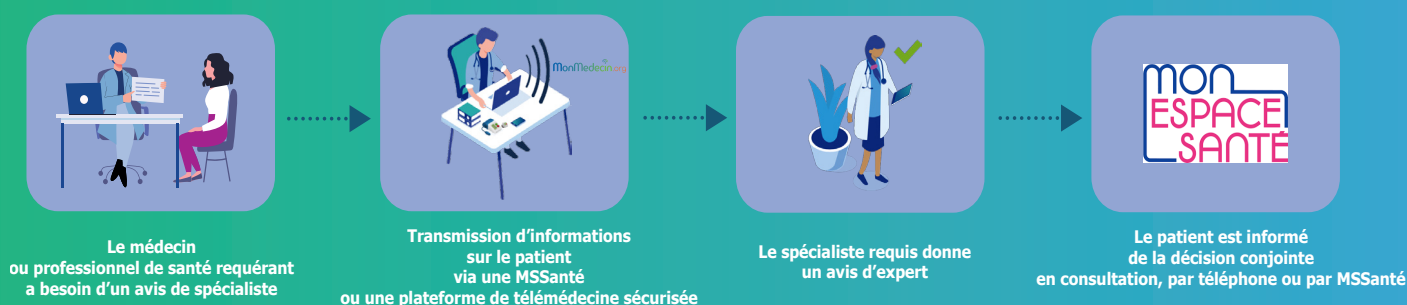 MonMedecin.org
MON
ESPACE
SANTÉ
Le médecin
ou professionnel de santé requérant
a besoin d'un avis de spécialiste
Transmission d'informations
sur le patient
via une MSSanté
ou une plateforme de télémédecine sécurisée
Le spécialiste requis donne
un avis d'expert
Le patient est informé
de la décision conjointe
en consultation, par téléphone ou par MSSanté